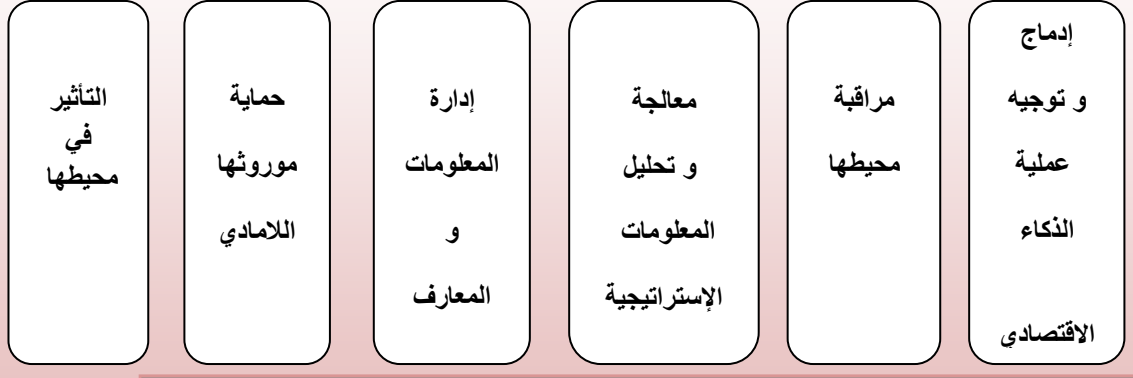 إدماج
و توجيه
عملية
الذكاء
الاقتصادي
مراقبة
محيطها
معالجة
و تحليل
المعلومات
الإستراتيجية
إدارة
المعلومات
و
المعارف
حماية
موروثها
اللامادي
التأثير
في
محيطها